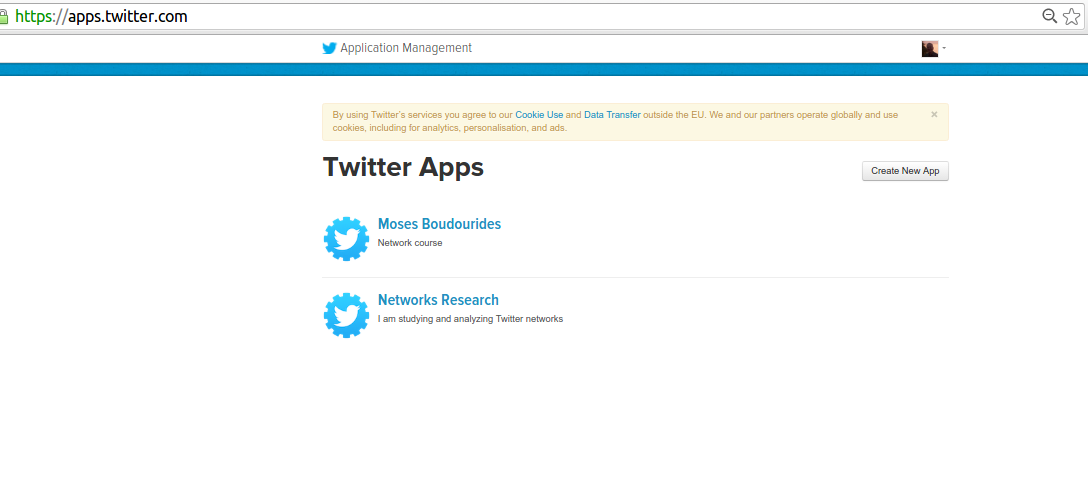 https://apps.twitter.com
Application Management
By using Twitter's services you agree to our Cookie Use and Data Transfer outside the EU. We and our partners operate globally and use
cookies, including for analytics, personalisation, and ads.
×
Twitter Apps
Create New App
Moses Boudourides
Network course
Networks Research
I am studying and analyzing Twitter networks